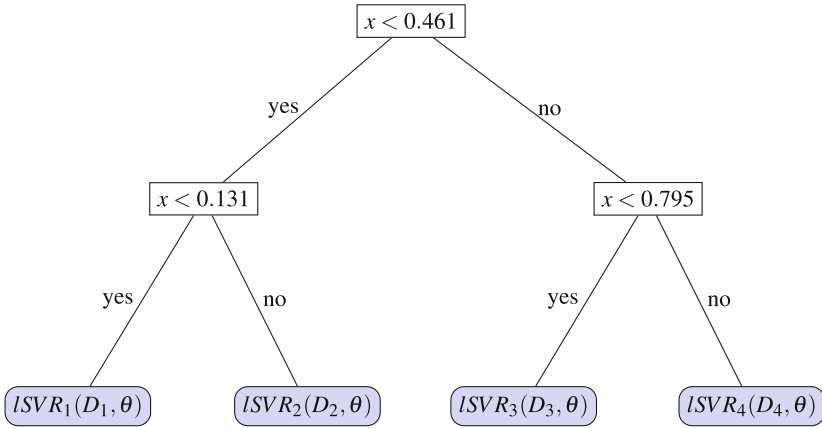 x < 0.461
yes
no
x < 0.131
x < 0.795
yes
no
yes
no
lSVR₁(D₁, θ)
lSVR₂(D₂, θ)
lSVR₃(D₃, θ)
lSVR₄(D₄, θ)